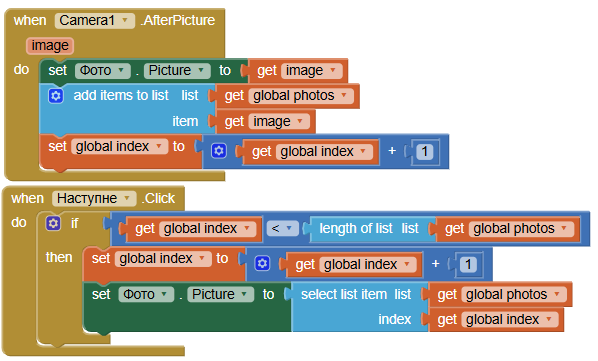 when Camera1 .AfterPicture
image
do set Фото . Picture to get image
add items to list list get global photos
item get image
set global index to get global index + 1
when Наступне .Click
do if get global index < length of list list get global photos
then set global index to get global index + 1
set Фото . Picture to select list item list get global photos
index get global index